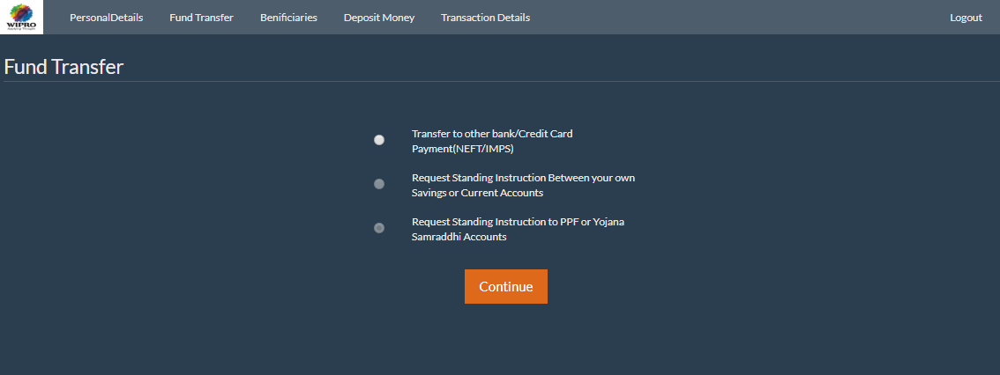 WIPRO
PersonalDetails
Fund Transfer
Benificiaries
Deposit Money
Transaction Details
Logout
Fund Transfer
Transfer to other bank/Credit Card
Payment(NEFT/IMPS)
Request Standing Instruction Between your own
Savings or Current Accounts
Request Standing Instruction to PPF or Yojana
Samraddhi Accounts
Continue